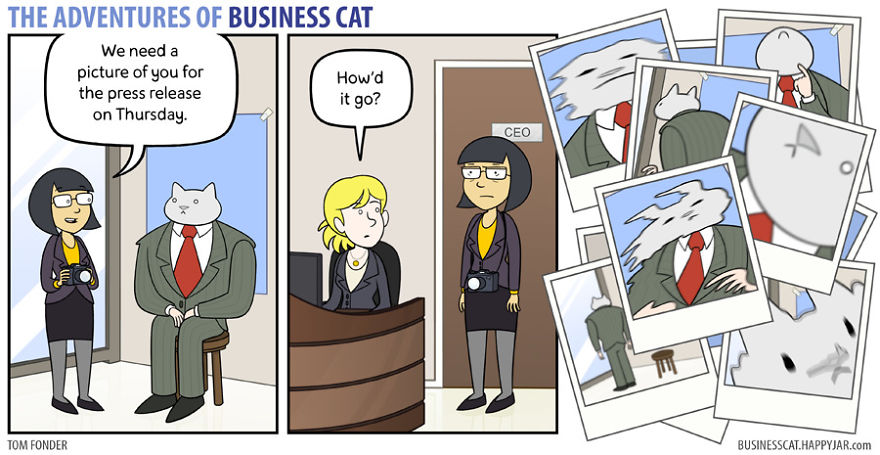 THE ADVENTURES OF BUSINESS CAT
We need a
picture of you for
the press release
on Thursday.
How'd
it go?
CEO
TOM FONDER
BUSINESSCAT.HAPPYJAR.com